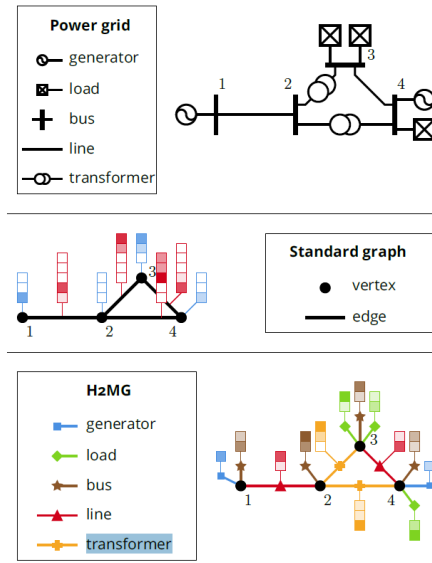 Power grid
generator
load
bus
line
transformer
1
2
3
4
Standard graph
vertex
edge
1
2
3
4
H2MG
generator
load
bus
line
transformer
1
2
3
4